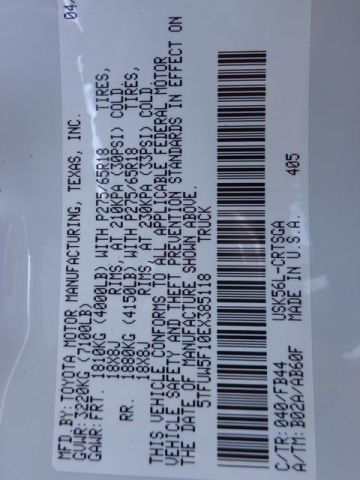 04/
MFD. BY: TOYOTA MOTOR MANUFACTURING, TEXAS, INC.
GVWR: 3220KG (7100LB)
GAWR: FRT. 1810KG (4000LB) WITH P275/65R18 TIRES,
18X8J RIMS, AT 210KPA (30PSI) COLD.
RR. 1880KG (4150LB) WITH P275/65R18 TIRES,
18X8J RIMS, AT 230KPA (33PSI) COLD
THIS VEHICLE CONFORMS TO ALL APPLICABLE FEDERAL MOTOR
VEHICLE SAFETY AND THEFT PREVENTION STANDARDS IN EFFECT ON
THE DATE OF MANUFACTURE SHOWN ABOVE.
5TFUW5F10EX385118 TRUCK
C/TR: 040/FB44 USK56L-CRTSGA 405
A/TM: B02A/AB60F MADE IN U.S.A.